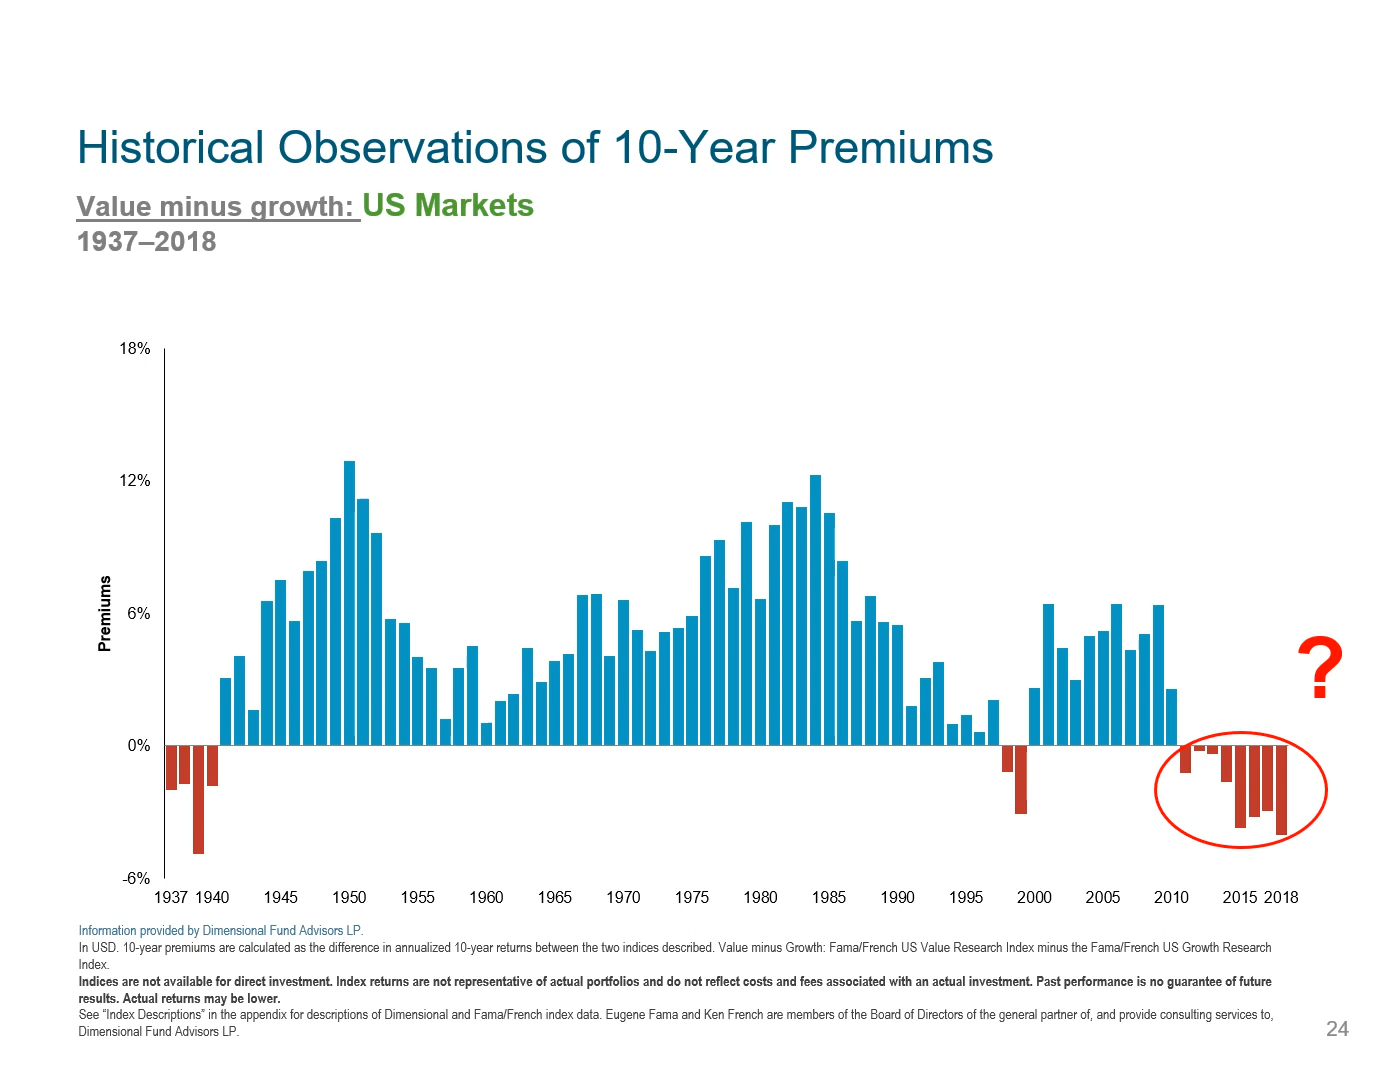 Historical Observations of 10-Year Premiums
Value minus growth: US Markets
1937–2018
18%
12%
6%
0%
-6%
Premiums
?
1937 1940 1945 1950 1955 1960 1965 1970 1975 1980 1985 1990 1995 2000 2005 2010 2015 2018
Information provided by Dimensional Fund Advisors LP.
In USD. 10-year premiums are calculated as the difference in annualized 10-year returns between the two indices described. Value minus Growth: Fama/French US Value Research Index minus the Fama/French US Growth Research
Index.
Indices are not available for direct investment. Index returns are not representative of actual portfolios and do not reflect costs and fees associated with an actual investment. Past performance is no guarantee of future
results. Actual returns may be lower.
See “Index Descriptions” in the appendix for descriptions of Dimensional and Fama/French index data. Eugene Fama and Ken French are members of the Board of Directors of the general partner of, and provide consulting services to,
Dimensional Fund Advisors LP.
24